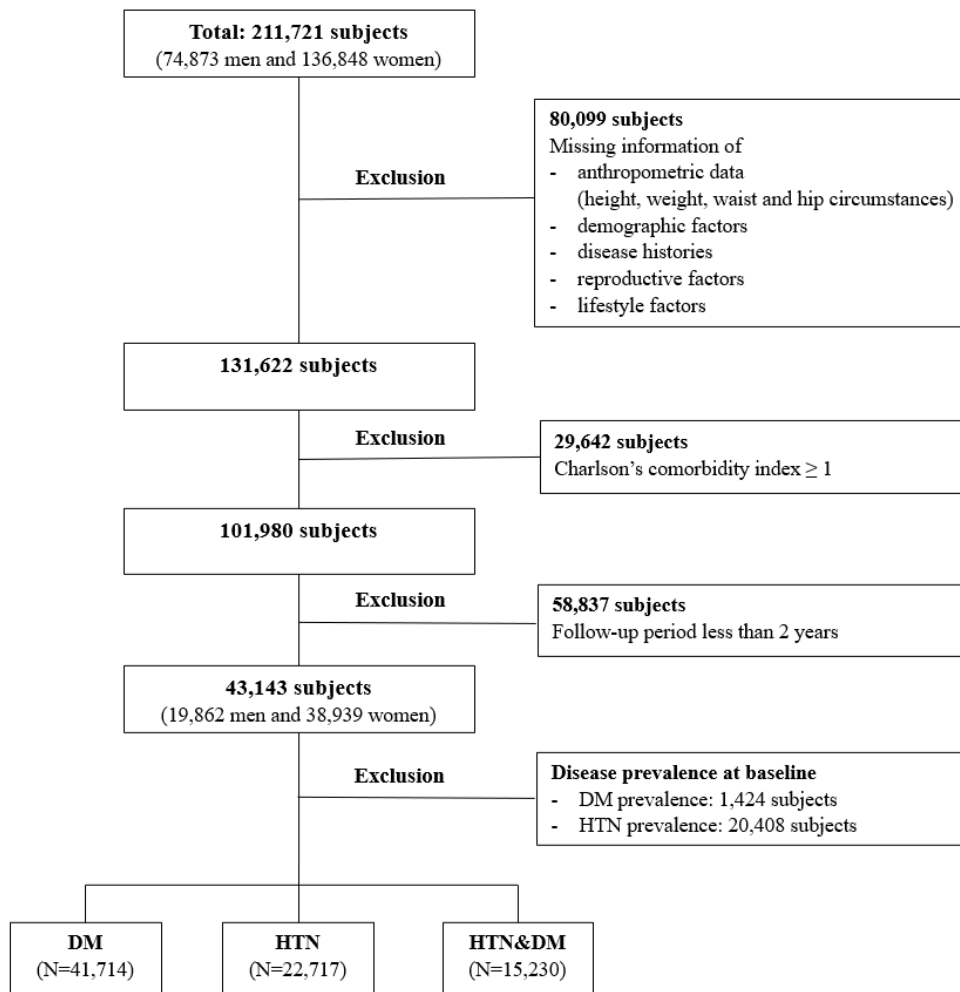 Total: 211,721 subjects
(74,873 men and 136,848 women)
80,099 subjects
Missing information of
- anthropometric data
(height, weight, waist and hip circumstances)
- demographic factors
- disease histories
- reproductive factors
- lifestyle factors
Exclusion
131,622 subjects
Exclusion
29,642 subjects
Charlson’s comorbidity index ≥ 1
101,980 subjects
Exclusion
58,837 subjects
Follow-up period less than 2 years
43,143 subjects
(19,862 men and 38,939 women)
Exclusion
Disease prevalence at baseline
- DM prevalence: 1,424 subjects
- HTN prevalence: 20,408 subjects
DM
(N=41,714)
HTN
(N=22,717)
HTN&DM
(N=15,230)